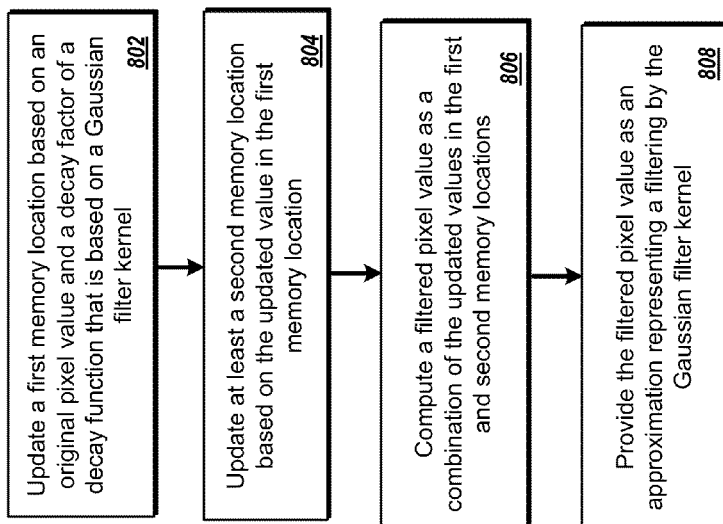 Update a first memory location based on an
original pixel value and a decay factor of a
decay function that is based on a Gaussian
filter kernel
802
Update at least a second memory location
based on the updated value in the first
memory location
804
Compute a filtered pixel value as a
combination of the updated values in the first
and second memory locations
806
Provide the filtered pixel value as an
approximation representing a filtering by the
Gaussian filter kernel
808